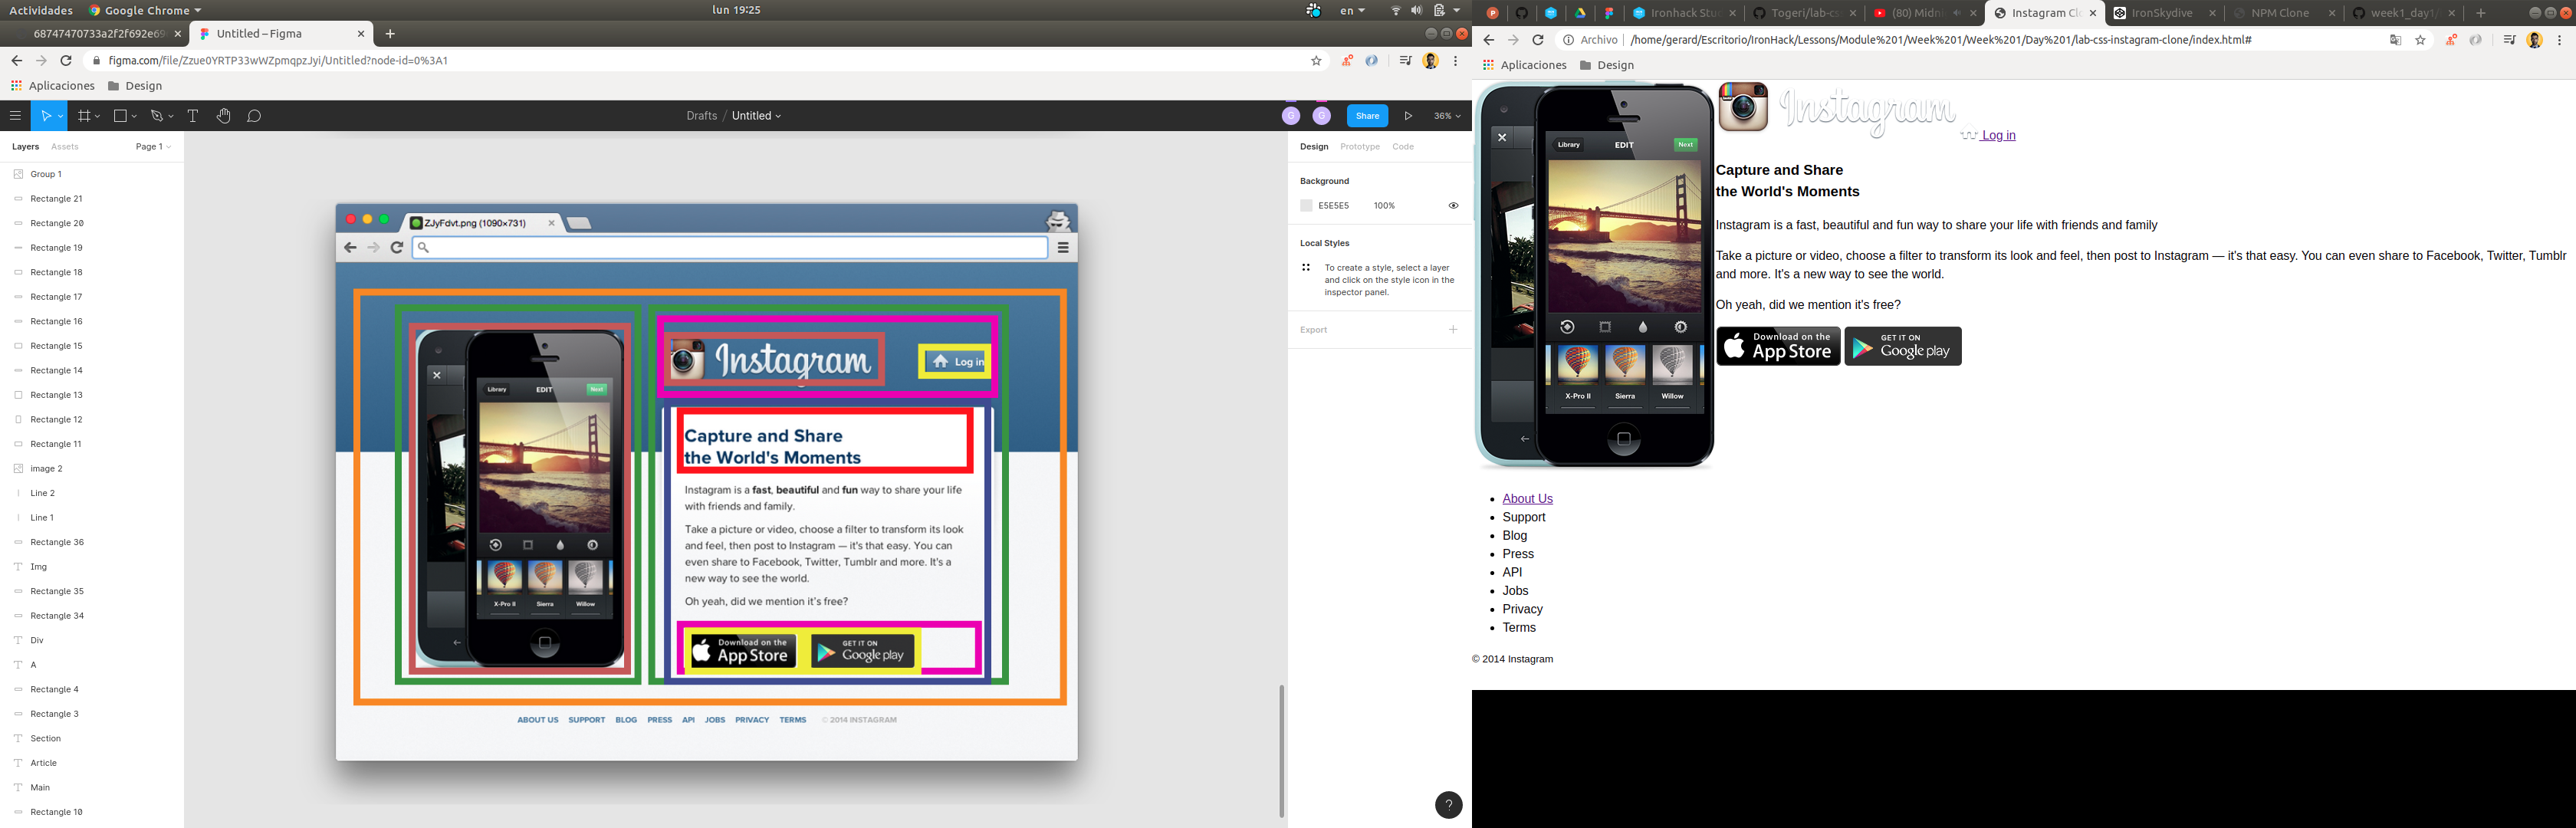 Actividades
Google Chrome
lun 19:25
en
68747470733a2f2f692e69
Untitled – Figma
figma.com/file/Zzue0YRTP33wWZpmqpzJyi/Untitled?node-id=0%3A1
Aplicaciones
Design
Drafts / Untitled
G
G
Share
36%
Layers
Assets
Page 1
Group 1
Rectangle 21
Rectangle 20
Rectangle 19
Rectangle 18
Rectangle 17
Rectangle 16
Rectangle 15
Rectangle 14
Rectangle 13
Rectangle 12
Rectangle 11
image 2
Line 2
Line 1
Rectangle 36
Img
Rectangle 35
Rectangle 34
Div
A
Rectangle 4
Rectangle 3
Section
Article
Main
Rectangle 10
ZJyFdvt.png (1090×731)
Library
EDIT
Next
X-Pro II
Sierra
Willow
Instagram
Log in
Capture and Share
the World's Moments
Instagram is a fast, beautiful and fun way to share your life
with friends and family.
Take a picture or video, choose a filter to transform its look
and feel, then post to Instagram — it's that easy. You can
even share to Facebook, Twitter, Tumblr and more. It's a
new way to see the world.
Oh yeah, did we mention it's free?
Download on the
App Store
GET IT ON
Google play
ABOUT US SUPPORT BLOG PRESS API JOBS PRIVACY TERMS © 2014 INSTAGRAM
Design
Prototype
Code
Background
E5E5E5
100%
Local Styles
To create a style, select a layer
and click on the style icon in the
inspector panel.
Export
?
Ironhack Stu
Togeri/lab-cs
(80) Midn
Instagram Cl
IronSkydive
NPM Clone
week1_day1/
Archivo
/home/gerard/Escritorio/IronHack/Lessons/Module%201/Week%201/Week%201/Day%201/lab-css-instagram-clone/index.html#
Aplicaciones
Design
Library
EDIT
Next
X-Pro II
Sierra
Willow
Instagram
Log in
Capture and Share
the World's Moments
Instagram is a fast, beautiful and fun way to share your life with friends and family
Take a picture or video, choose a filter to transform its look and feel, then post to Instagram — it's that easy. You can even share to Facebook, Twitter, Tumblr
and more. It's a new way to see the world.
Oh yeah, did we mention it's free?
Download on the
App Store
GET IT ON
Google play
About Us
Support
Blog
Press
API
Jobs
Privacy
Terms
© 2014 Instagram